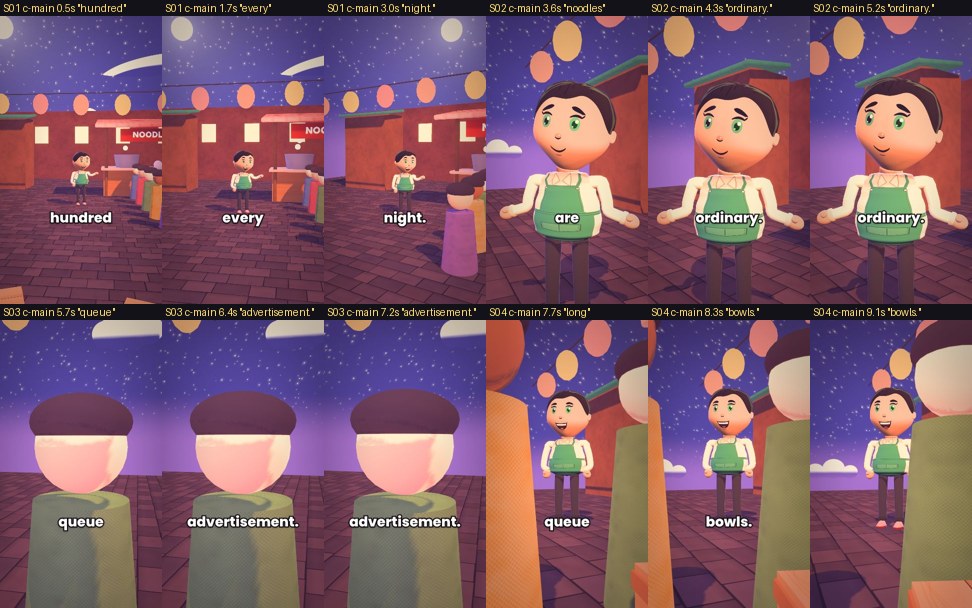 S01 c-main 0.5s "hundred"
S01 c-main 1.7s "every"
S01 c-main 3.0s "night."
S02 c-main 3.6s "noodles"
S02 c-main 4.3s "ordinary."
S02 c-main 5.2s "ordinary."
NOODL
NOO
N
hundred
every
night.
are
ordinary.
ordinary.
S03 c-main 5.7s "queue"
S03 c-main 6.4s "advertisement."
S03 c-main 7.2s "advertisement."
S04 c-main 7.7s "long"
S04 c-main 8.3s "bowls."
S04 c-main 9.1s "bowls."
queue
advertisement.
advertisement.
queue
bowls.